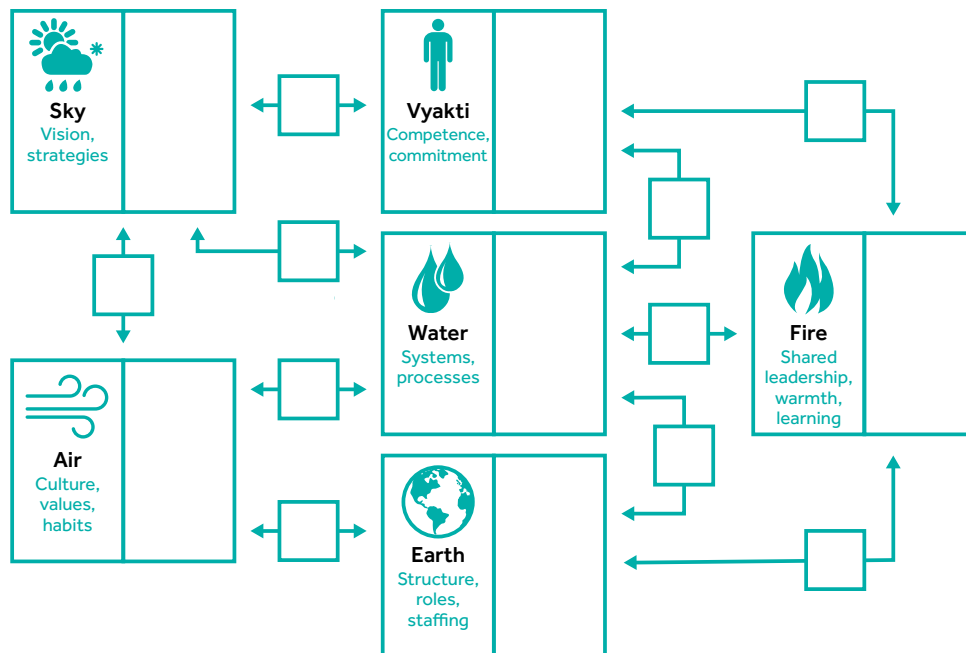 Sky
Vision,
strategies
Vyakti
Competence,
commitment
Water
Systems,
processes
Fire
Shared
leadership,
warmth,
learning
Air
Culture,
values,
habits
Earth
Structure,
roles,
staffing